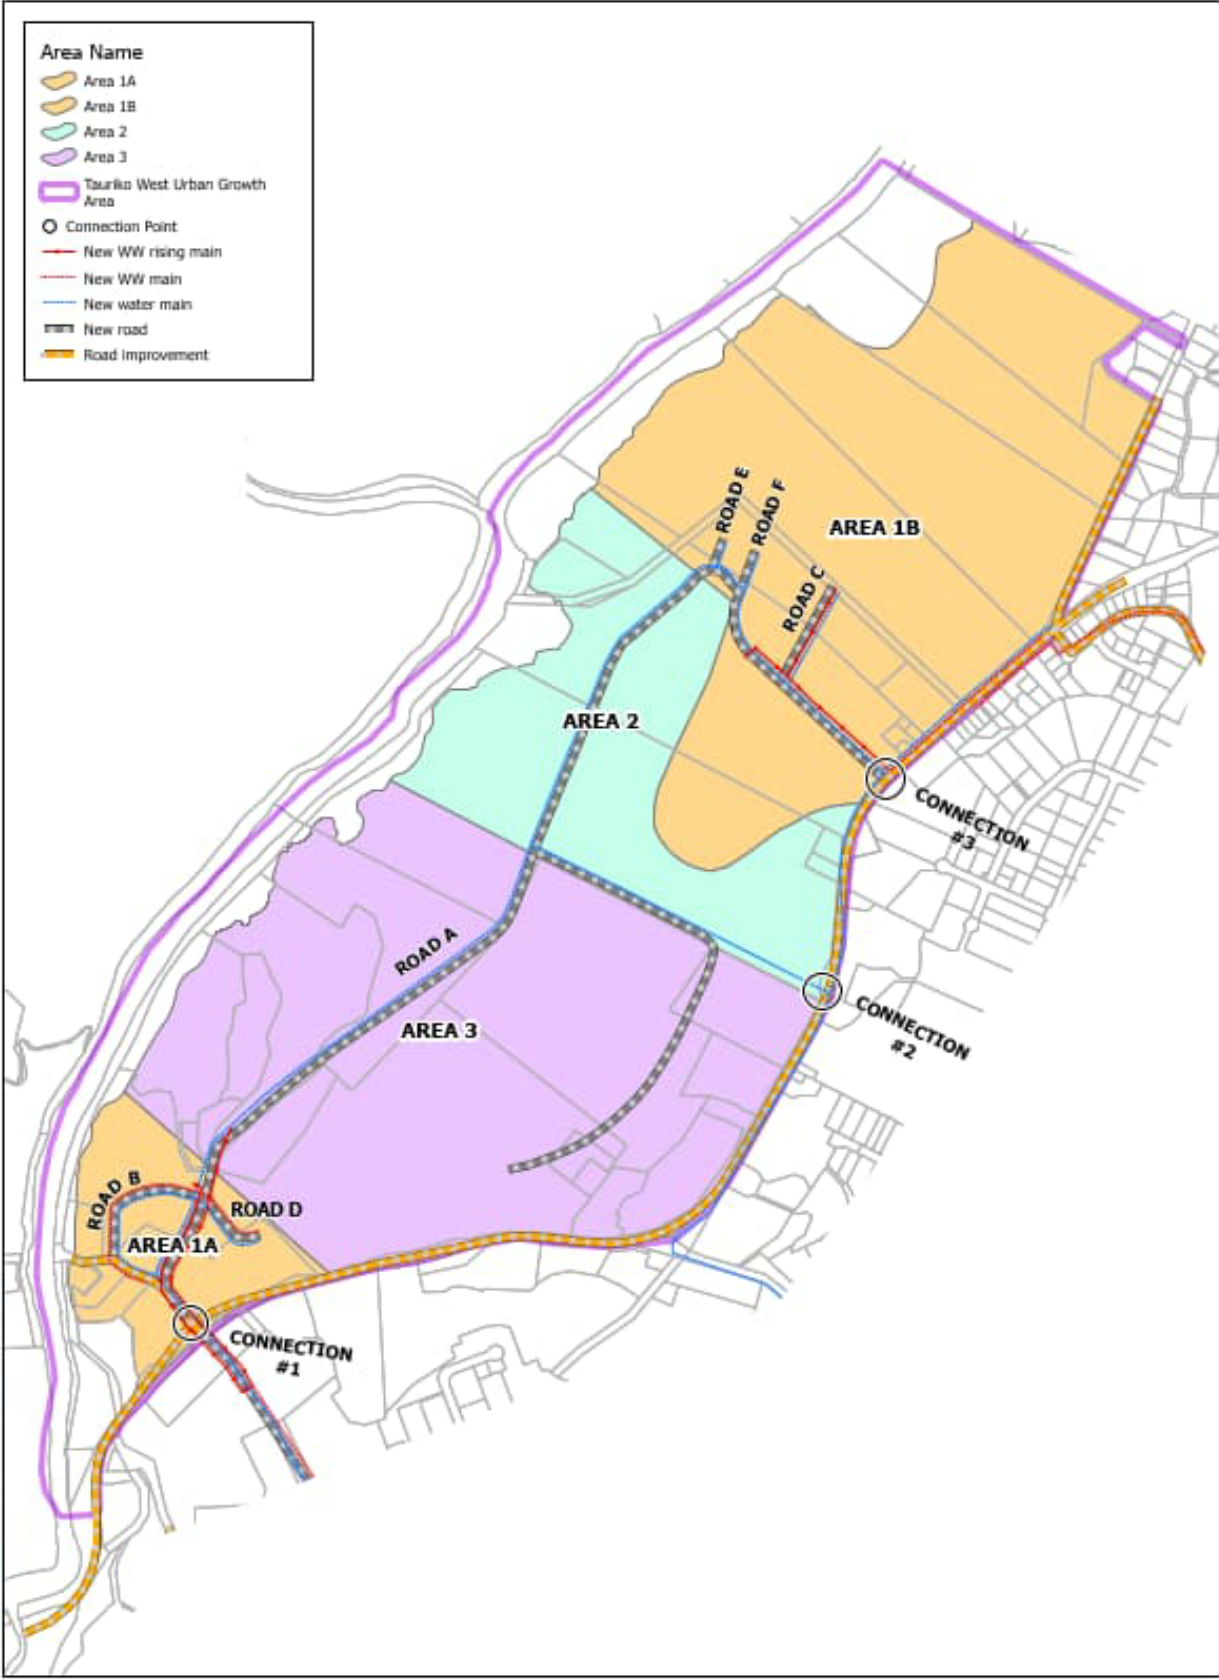 Area Name
Area 1A
Area 1B
Area 2
Area 3
Tauriko West Urban Growth
Area
Connection Point
New WW rising main
New WW main
New water main
New road
Road improvement
ROAD E
ROAD F
AREA 1B
ROAD C
AREA 2
CONNECTION
#3
ROAD A
AREA 3
CONNECTION
#2
ROAD B
ROAD D
AREA 1A
CONNECTION
#1